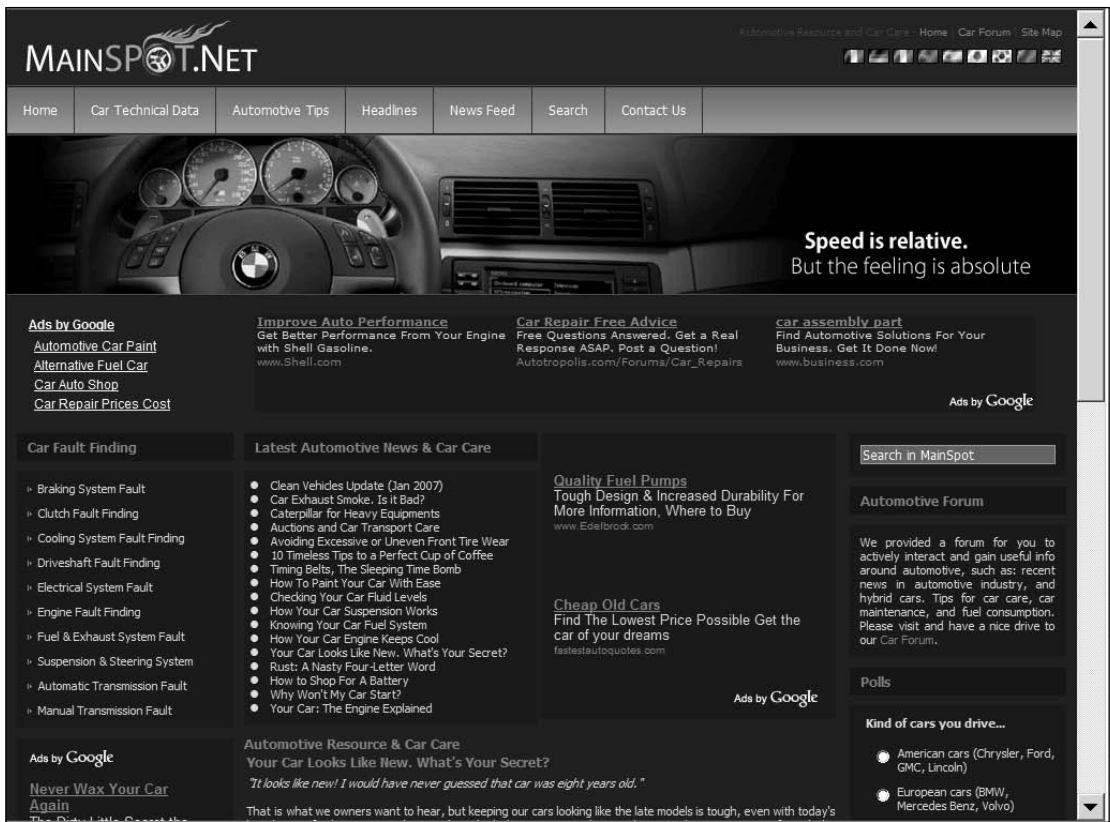 MAINSPOT.NET
Automotive Resource and Car Care - Home | Car Forum | Site Map
Home
Car Technical Data
Automotive Tips
Headlines
News Feed
Search
Contact Us
Speed is relative.
But the feeling is absolute
Ads by Google
Automotive Car Paint
Alternative Fuel Car
Car Auto Shop
Car Repair Prices Cost
Improve Auto Performance
Get Better Performance From Your Engine
with Shell Gasoline.
www.Shell.com
Car Repair Free Advice
Free Questions Answered. Get a Real
Response ASAP. Post a Question!
Autotropolis.com/Forums/Car_Repairs
car assembly part
Find Automotive Solutions For Your
Business. Get It Done Now!
www.business.com
Ads by Google
Car Fault Finding
Braking System Fault
Clutch Fault Finding
Cooling System Fault Finding
Driveshaft Fault Finding
Electrical System Fault
Engine Fault Finding
Fuel & Exhaust System Fault
Suspension & Steering System
Automatic Transmission Fault
Manual Transmission Fault
Ads by Google
Never Wax Your Car
Again
The Dirty Little Secret the
Latest Automotive News & Car Care
Clean Vehicles Update (Jan 2007)
Car Exhaust Smoke. Is it Bad?
Caterpillar for Heavy Equipments
Auctions and Car Transport Care
Avoiding Excessive or Uneven Front Tire Wear
10 Timeless Tips to a Perfect Cup of Coffee
Timing Belts, The Sleeping Time Bomb
How To Paint Your Car With Ease
Checking Your Car Fluid Levels
How Your Car Suspension Works
Knowing Your Car Fuel System
How Your Car Engine Keeps Cool
Your Car Looks Like New. What's Your Secret?
Rust: A Nasty Four-Letter Word
How to Shop For A Battery
Why Won't My Car Start?
Your Car: The Engine Explained
Quality Fuel Pumps
Tough Design & Increased Durability For
More Information, Where to Buy
www.Edelbrock.com
Cheap Old Cars
Find The Lowest Price Possible Get the
car of your dreams
fastestautoquotes.com
Ads by Google
Automotive Resource & Car Care
Your Car Looks Like New. What's Your Secret?
"It looks like new! I would have never guessed that car was eight years old."
That is what we owners want to hear, but keeping our cars looking like the late models is tough, even with today's
Search in MainSpot
Automotive Forum
We provided a forum for you to
actively interact and gain useful info
around automotive, such as: recent
news in automotive industry, and
hybrid cars. Tips for car care, car
maintenance, and fuel consumption.
Please visit and have a nice drive to
our Car Forum.
Polls
Kind of cars you drive...
American cars (Chrysler, Ford,
GMC, Lincoln)
European cars (BMW,
Mercedes Benz, Volvo)